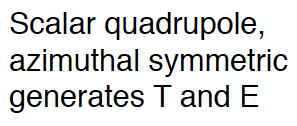 Scalar quadrupole,
azimuthal symmetric
generates T and E